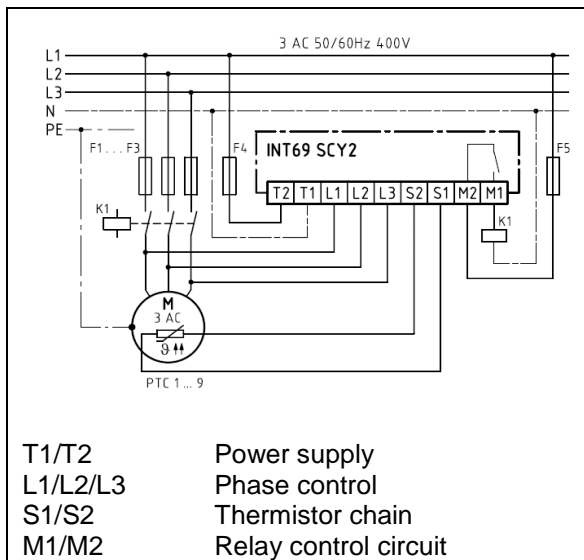 3 AC 50/60Hz 400V
L1
L2
L3
N
PE
F1...F3
F4
INT69 SCY2
F5
T2 T1 L1 L2 L3 S2 S1 M2 M1
K1
K1
M
3 AC
ϑ
PTC 1...9
T1/T2 Power supply
L1/L2/L3 Phase control
S1/S2 Thermistor chain
M1/M2 Relay control circuit